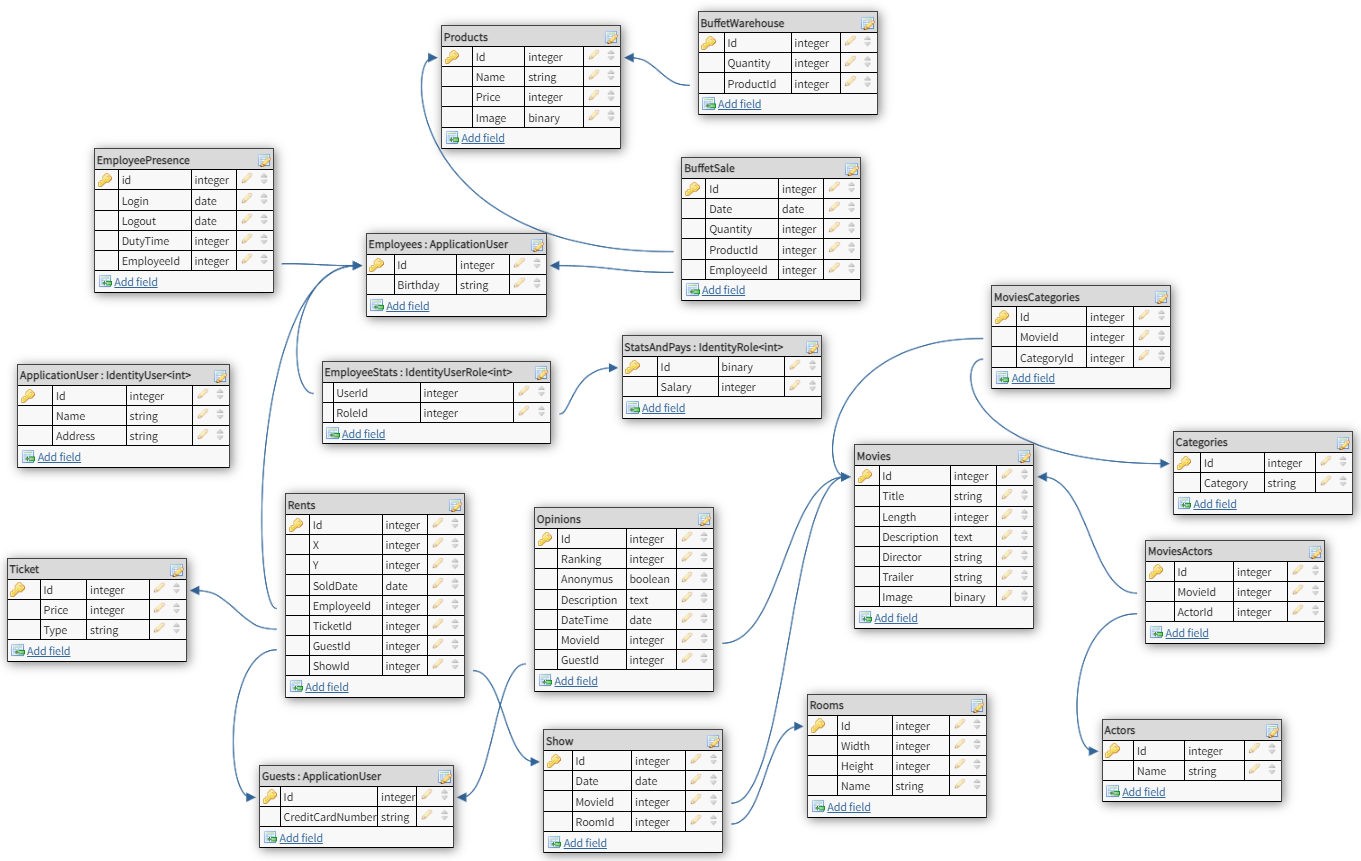 Products
Id integer
Name string
Price integer
Image binary
Add field
BuffetWarehouse
Id integer
Quantity integer
ProductId integer
Add field
EmployeePresence
id integer
Login date
Logout date
DutyTime integer
EmployeeId integer
Add field
BuffetSale
Id integer
Date date
Quantity integer
ProductId integer
EmployeeId integer
Add field
Employees : ApplicationUser
Id integer
Birthday string
Add field
MoviesCategories
Id integer
MovieId integer
CategoryId integer
Add field
StatsAndPays : IdentityRole<int>
Id binary
Salary integer
Add field
EmployeeStats : IdentityUserRole<int>
UserId integer
RoleId integer
Add field
ApplicationUser : IdentityUser<int>
Id integer
Name string
Address string
Add field
Categories
Id integer
Category string
Add field
Movies
Id integer
Title string
Length integer
Description text
Director string
Trailer string
Image binary
Add field
Rents
Id integer
X integer
Y integer
SoldDate date
EmployeeId integer
TicketId integer
GuestId integer
ShowId integer
Add field
Opinions
Id integer
Ranking integer
Anonymus boolean
Description text
DateTime date
MovieId integer
GuestId integer
Add field
MoviesActors
Id integer
MovieId integer
ActorId integer
Add field
Ticket
Id integer
Price integer
Type string
Add field
Rooms
Id integer
Width integer
Height integer
Name string
Add field
Actors
Id integer
Name string
Add field
Show
Id integer
Date date
MovieId integer
RoomId integer
Add field
Guests : ApplicationUser
Id integer
CreditCardNumber string
Add field